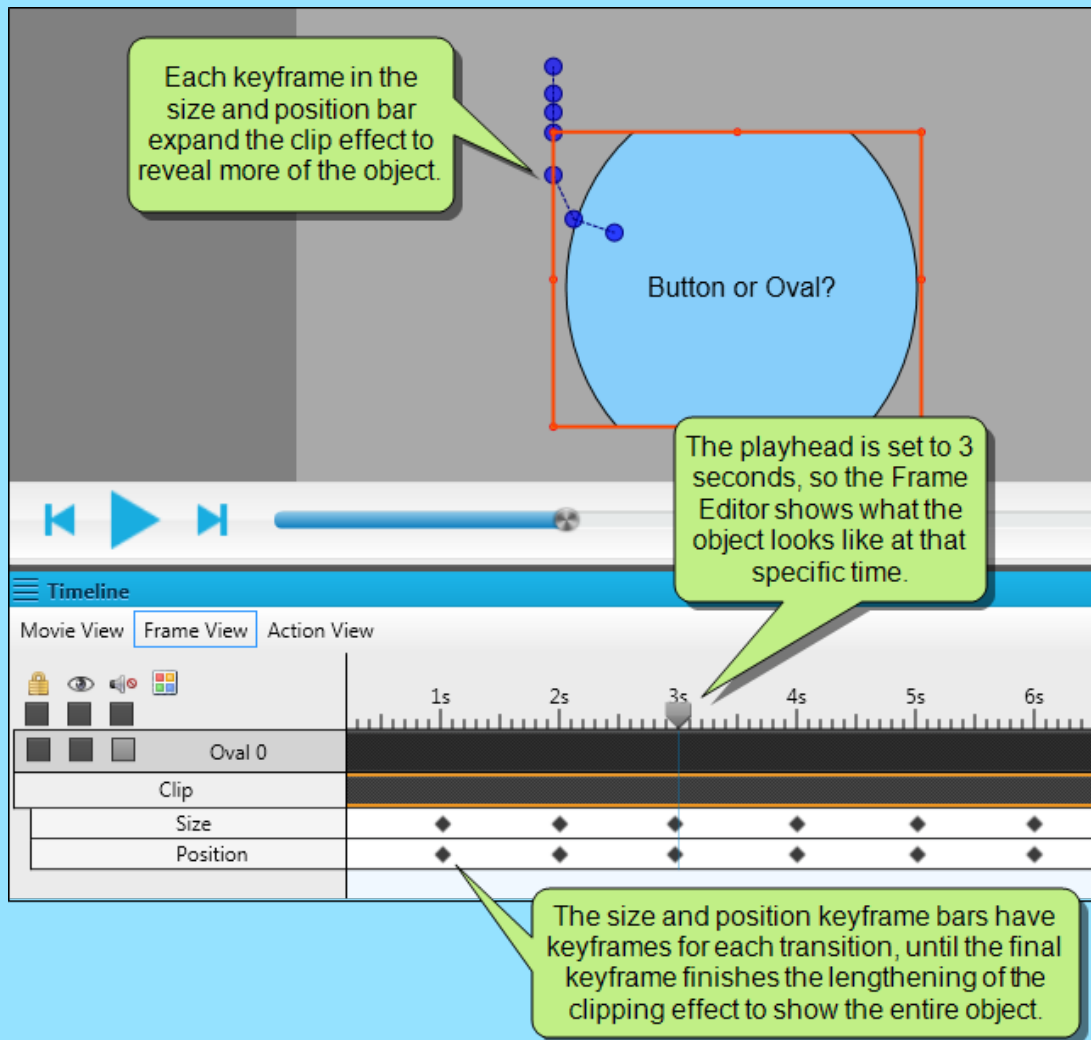 Each keyframe in the
size and position bar
expand the clip effect to
reveal more of the object.
Button or Oval?
The playhead is set to 3
seconds, so the Frame
Editor shows what the
object looks like at that
specific time.
Timeline
Movie View Frame View Action View
1s 2s 3s 4s 5s 6s
Oval 0
Clip
Size
Position
The size and position keyframe bars have
keyframes for each transition, until the final
keyframe finishes the lengthening of the
clipping effect to show the entire object.